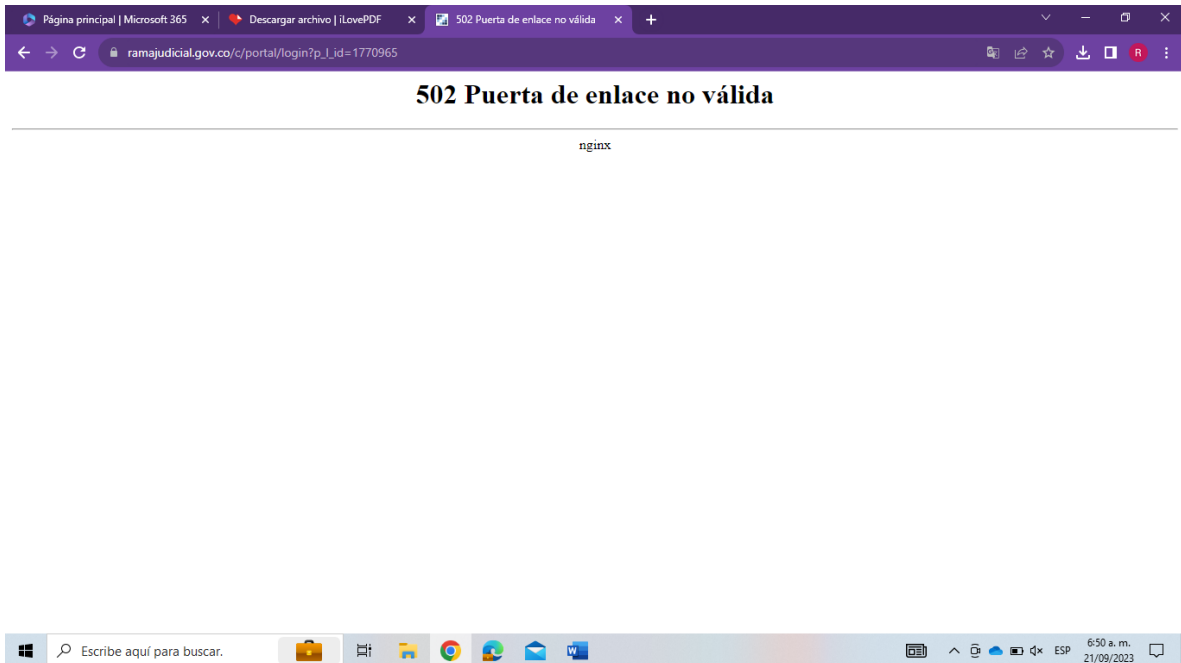 Página principal | Microsoft 365
Descargar archivo | iLovePDF
502 Puerta de enlace no válida
ramajudicial.gov.co/c/portal/login?p_l_id=1770965
R
502 Puerta de enlace no válida
nginx
Escribe aquí para buscar.
ESP
6:50 a. m.
21/09/2023